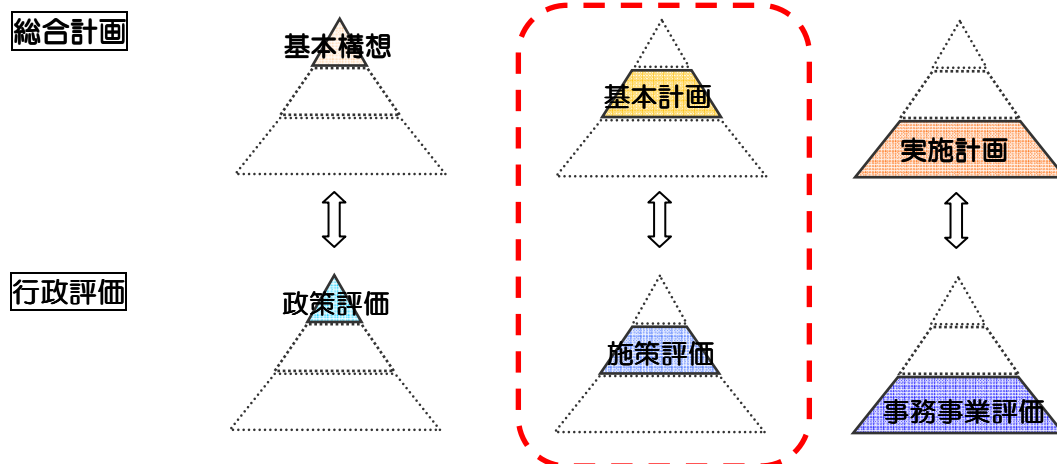 総合計画
基本構想
基本計画
実施計画
行政評価
政策評価
施策評価
事務事業評価